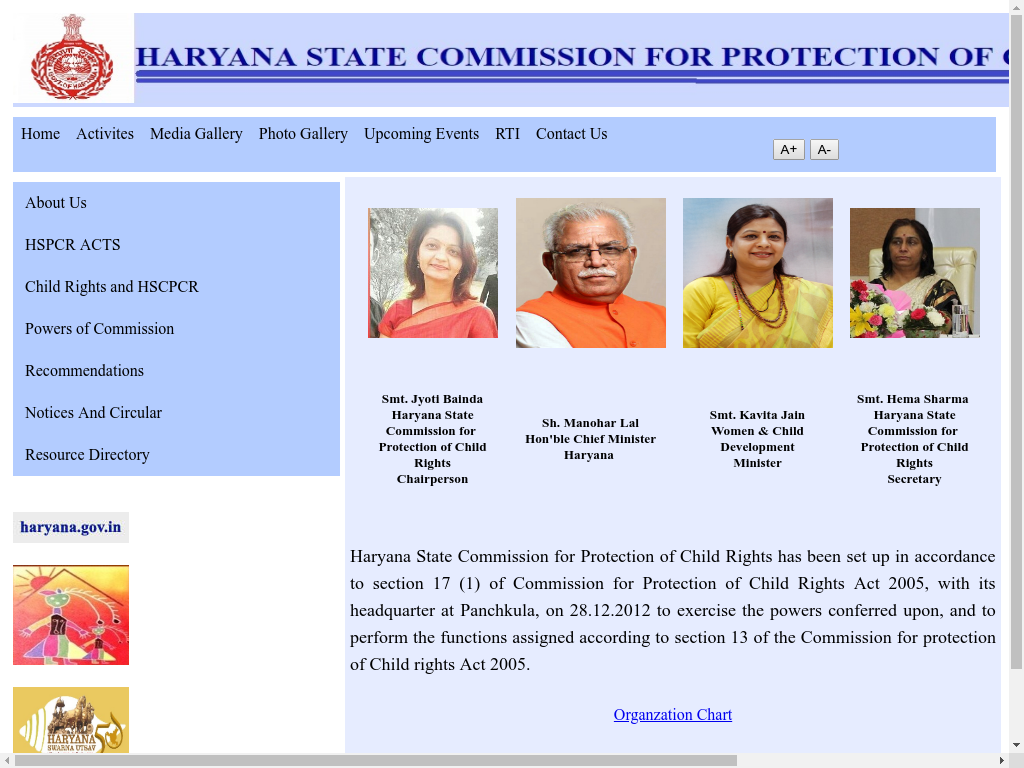 HARYANA STATE COMMISSION FOR PROTECTION OF
Home Activites Media Gallery Photo Gallery Upcoming Events RTI Contact Us
A+ A-
About Us
HSPCR ACTS
Child Rights and HSCPCR
Powers of Commission
Recommendations
Notices And Circular
Resource Directory
haryana.gov.in
HARYANA
SWARNA UTSAV
Smt. Jyoti Bainda
Haryana State
Commission for
Protection of Child
Rights
Chairperson
Sh. Manohar Lal
Hon'ble Chief Minister
Haryana
Smt. Kavita Jain
Women & Child
Development
Minister
Smt. Hema Sharma
Haryana State
Commission for
Protection of Child
Rights
Secretary
Haryana State Commission for Protection of Child Rights has been set up in accordance
to section 17 (1) of Commission for Protection of Child Rights Act 2005, with its
headquarter at Panchkula, on 28.12.2012 to exercise the powers conferred upon, and to
perform the functions assigned according to section 13 of the Commission for protection
of Child rights Act 2005.
Organzation Chart